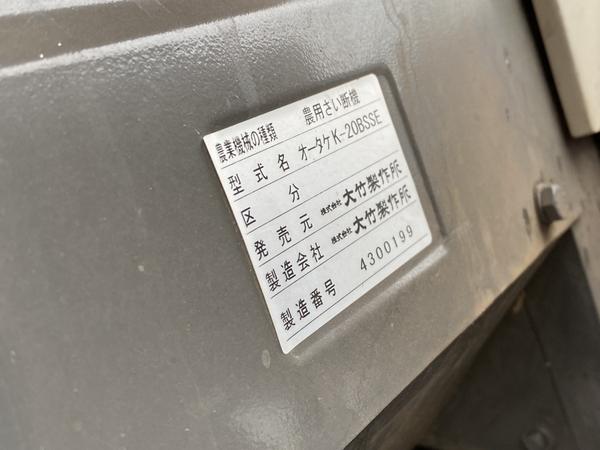 農業機械の種類 農用さい断機
型式名 オータケK-20BSSE
区分
発売元 株式会社大竹製作所
製造会社 株式会社大竹製作所
製造番号 4300199